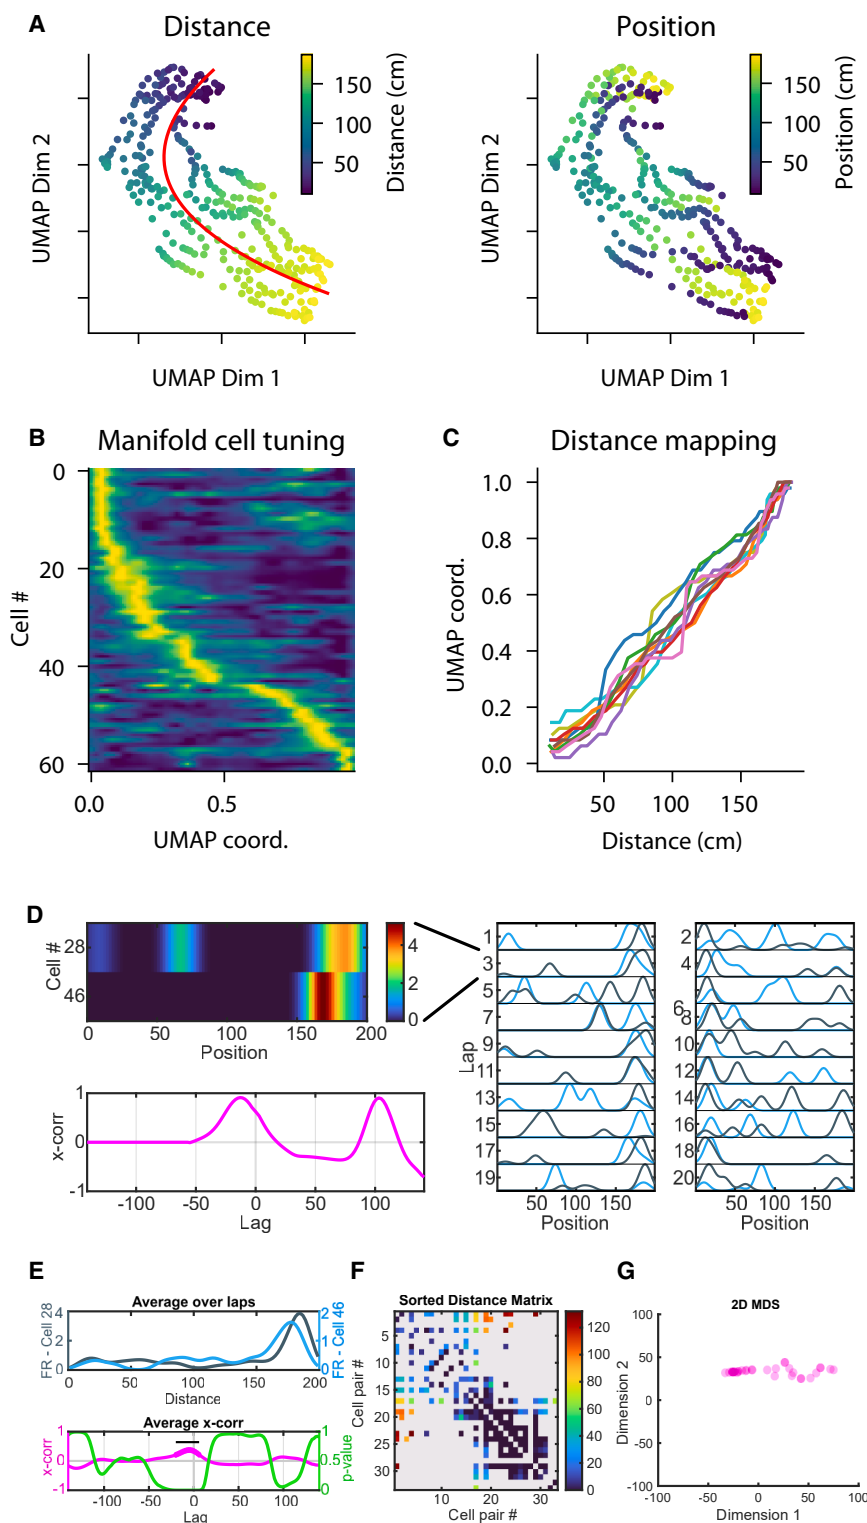 A
Distance
Position
150
100
50
Distance (cm)
UMAP Dim 2
UMAP Dim 1
150
100
50
Position (cm)
UMAP Dim 2
UMAP Dim 1
B
Manifold cell tuning
0
20
40
60
Cell #
0.0
0.5
UMAP coord.
C
Distance mapping
1.0
0.8
0.6
0.4
0.2
0.0
UMAP coord.
50
100
150
Distance (cm)
D
Cell #
28
46
0
50
100
150
200
Position
4
2
0
1
0
-1
x-corr
-100
-50
0
50
100
Lag
Lap
1
3
5
7
9
11
13
15
17
19
50
100
150
Position
2
4
6
8
10
12
14
16
18
20
50
100
150
Position
E
Average over laps
FR - Cell 28
4
2
0
2
1
0
FR - Cell 46
0
50
100
150
200
Distance
Average x-corr
x-corr
1
0
-1
1
0.5
0
p-value
-100
-50
0
50
100
Lag
F
Sorted Distance Matrix
Cell pair #
5
10
15
20
25
30
10
20
30
Cell pair #
120
100
80
60
40
20
0
G
2D MDS
Dimension 2
100
50
0
-50
-100
-100
-50
0
50
100
Dimension 1